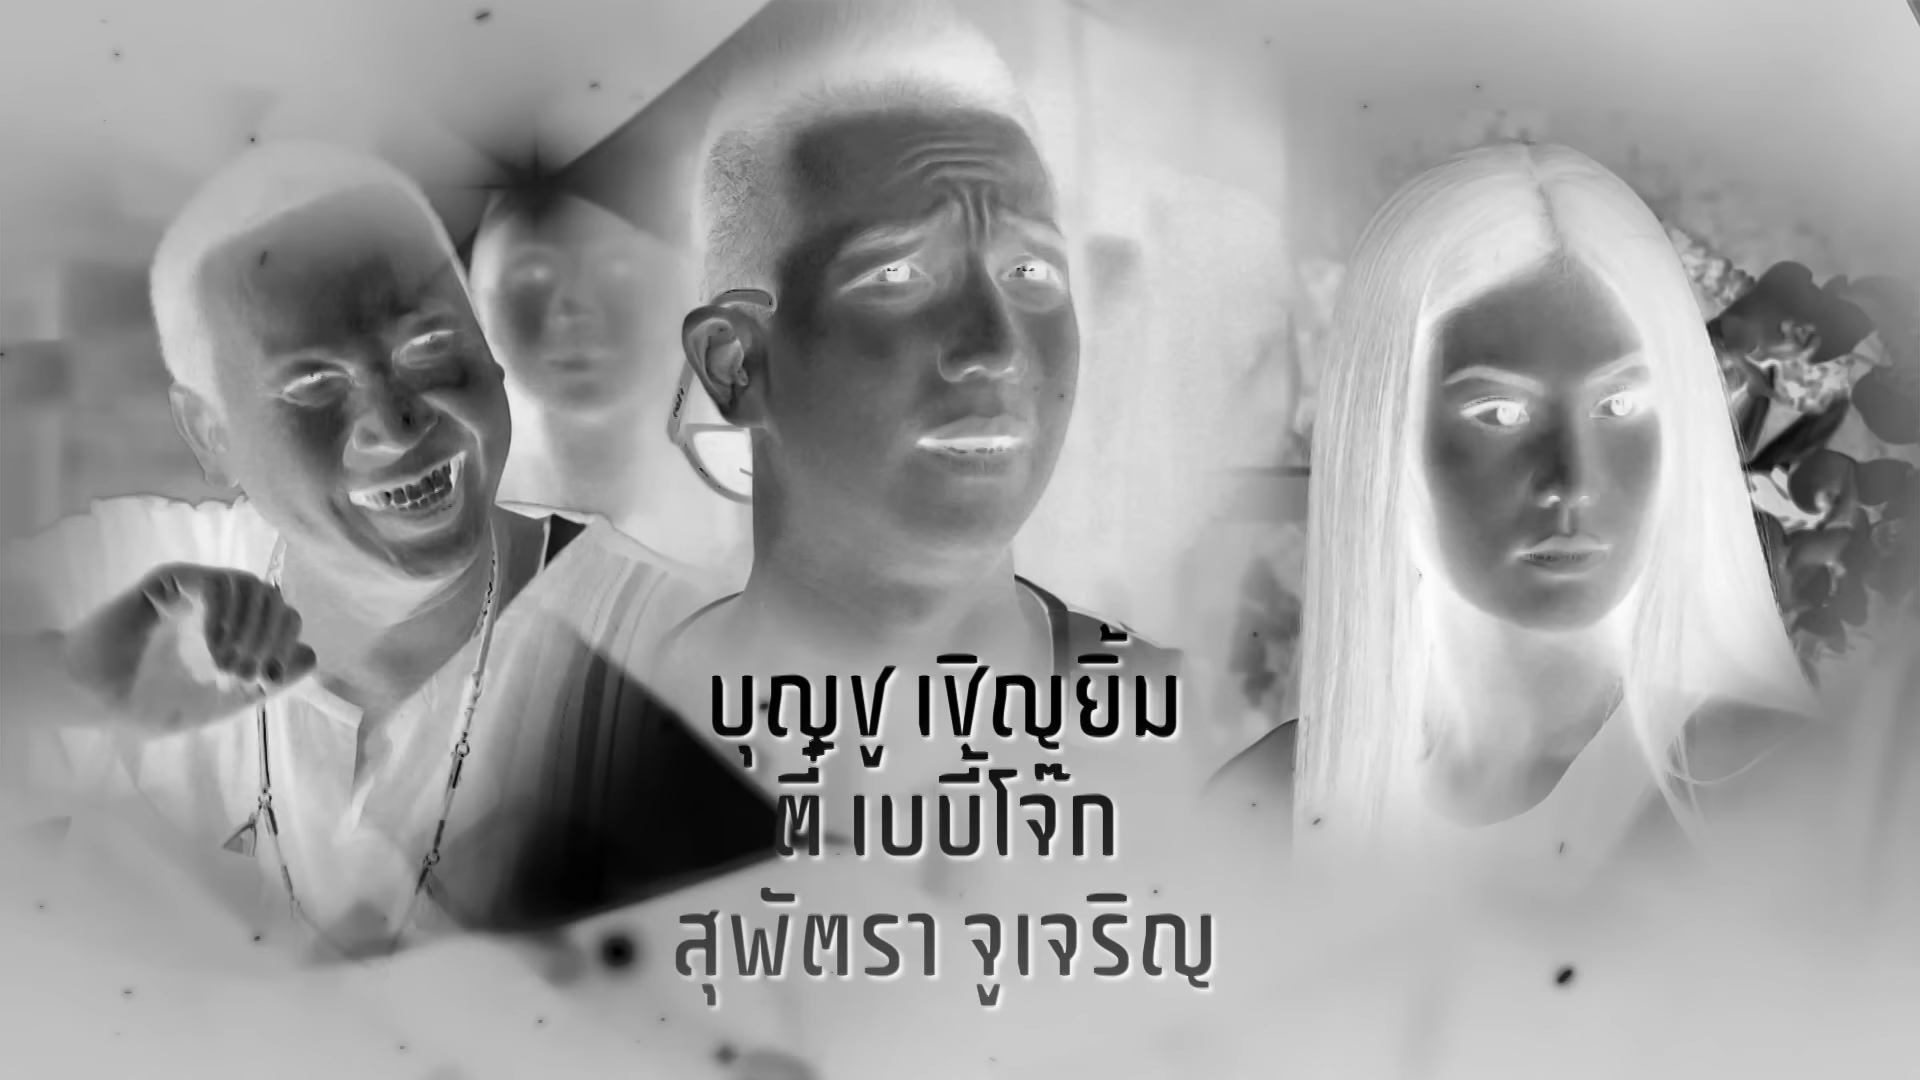 บุญชู เชิญยิ้ม
ตี๋ เบบี้โจ๊ก
สุพัตรา จูเจริญ